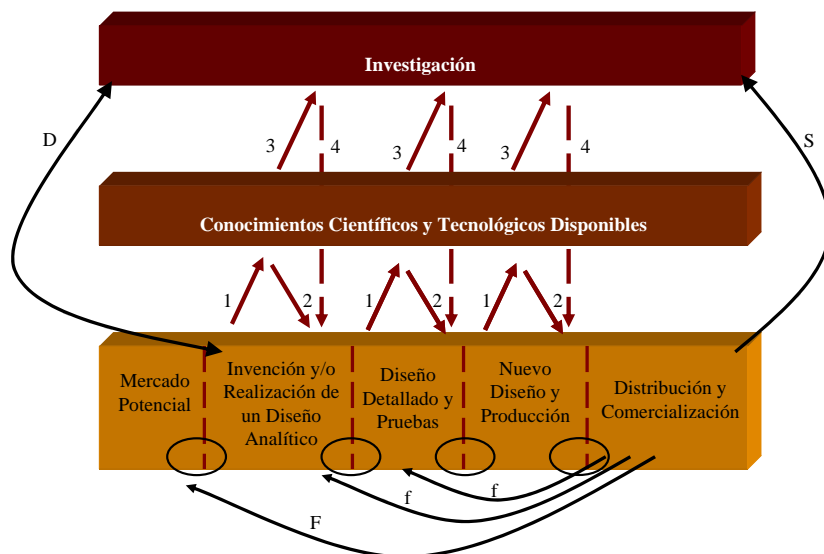 Investigación
D
S
3
4
3
4
3
4
Conocimientos Científicos y Tecnológicos Disponibles
1
2
1
2
1
2
Mercado
Potencial
Invención y/o
Realización de
un Diseño
Analítico
Diseño
Detallado y
Pruebas
Nuevo
Diseño y
Producción
Distribución y
Comercialización
f
f
F